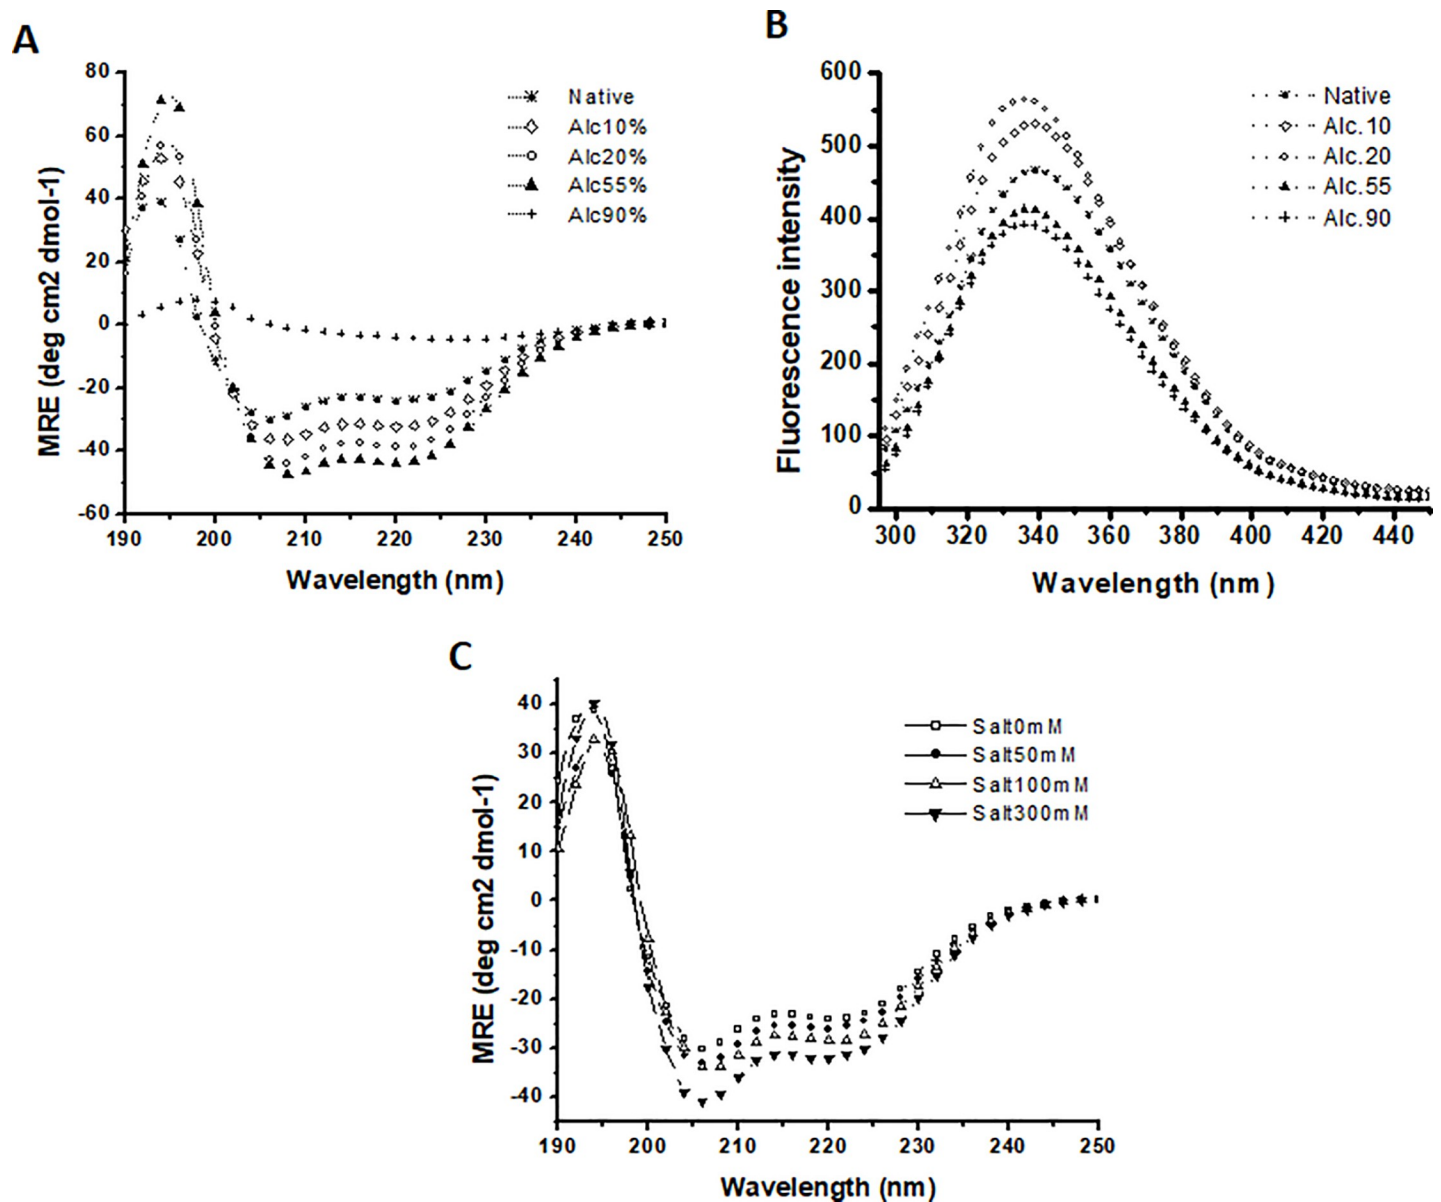 A
80
60
40
20
0
-20
-40
-60
190
200
210
220
230
240
250
MRE (deg cm2 dmol-1)
Wavelength (nm)
Native
Alc10%
Alc20%
Alc55%
Alc90%
B
600
500
400
300
200
100
0
300
320
340
360
380
400
420
440
Fluorescence intensity
Wavelength (nm)
Native
Alc.10
Alc.20
Alc.55
Alc.90
C
40
30
20
10
0
-10
-20
-30
-40
190
200
210
220
230
240
250
MRE (deg cm2 dmol-1)
Wavelength (nm)
Salt0mM
Salt50mM
Salt100mM
Salt300mM